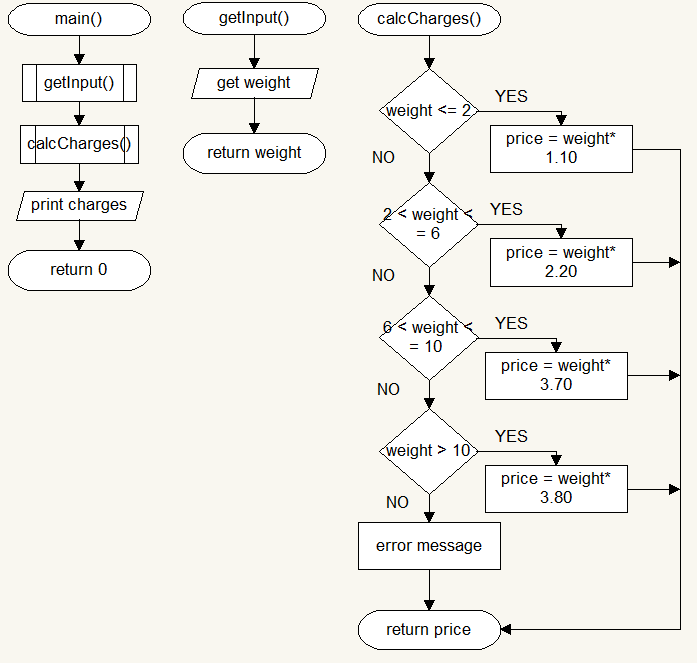 main()
getInput()
calcCharges()
print charges
return 0
getInput()
get weight
return weight
calcCharges()
weight <= 2
YES
price = weight*
1.10
NO
2 < weight <
= 6
YES
price = weight*
2.20
NO
6 < weight <
= 10
YES
price = weight*
3.70
NO
weight > 10
YES
price = weight*
3.80
NO
error message
return price